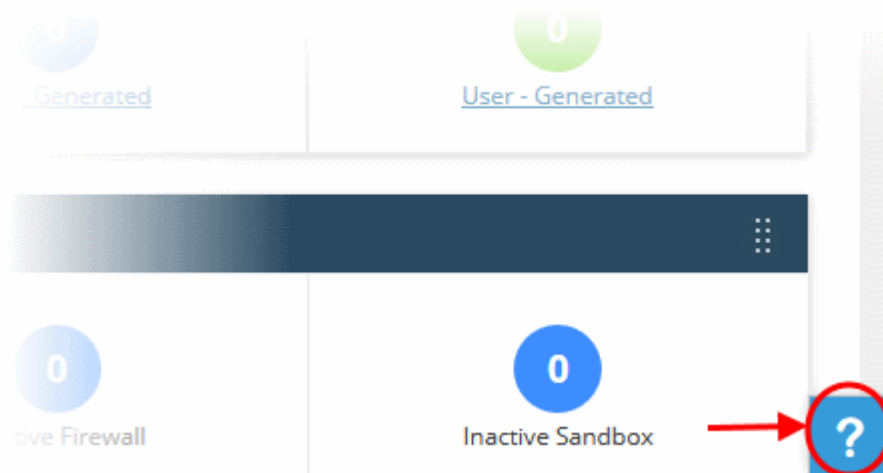 0 0
Generated User - Generated
0 0
tive Firewall Inactive Sandbox
?